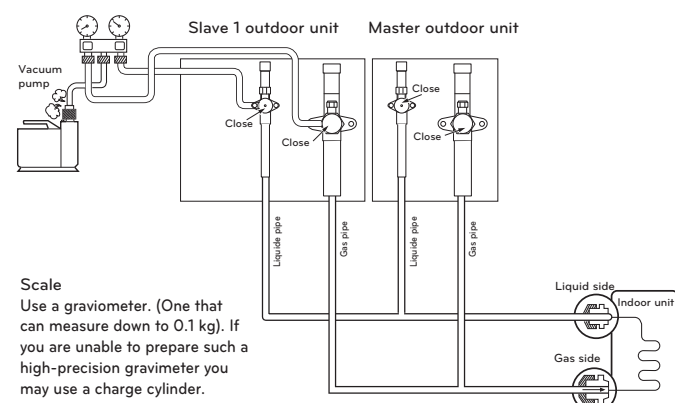 Slave 1 outdoor unit
Master outdoor unit
Vacuum
pump
Close
Close
Close
Close
Liquide pipe
Gas pipe
Liquide pipe
Gas pipe
Scale
Use a graviometer. (One that
can measure down to 0.1 kg). If
you are unable to prepare such a
high-precision gravimeter you
may use a charge cylinder.
Liquid side
Indoor unit
Gas side